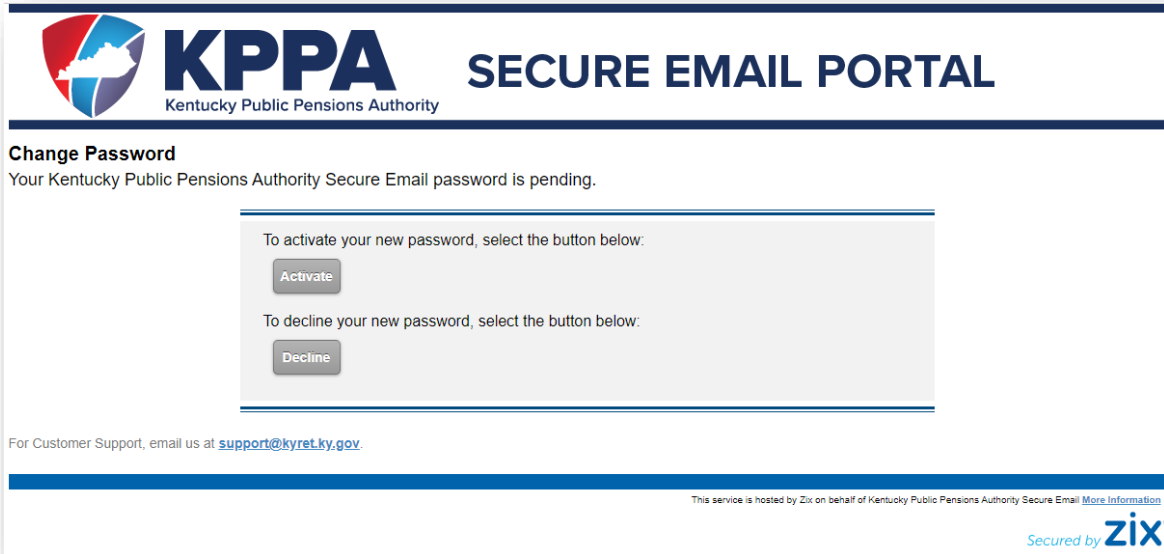 KPPA
Kentucky Public Pensions Authority
SECURE EMAIL PORTAL
Change Password
Your Kentucky Public Pensions Authority Secure Email password is pending.
To activate your new password, select the button below:
Activate
To decline your new password, select the button below:
Decline
For Customer Support, email us at support@kyret.ky.gov.
This service is hosted by Zix on behalf of Kentucky Public Pensions Authority Secure Email More Information
Secured by zix